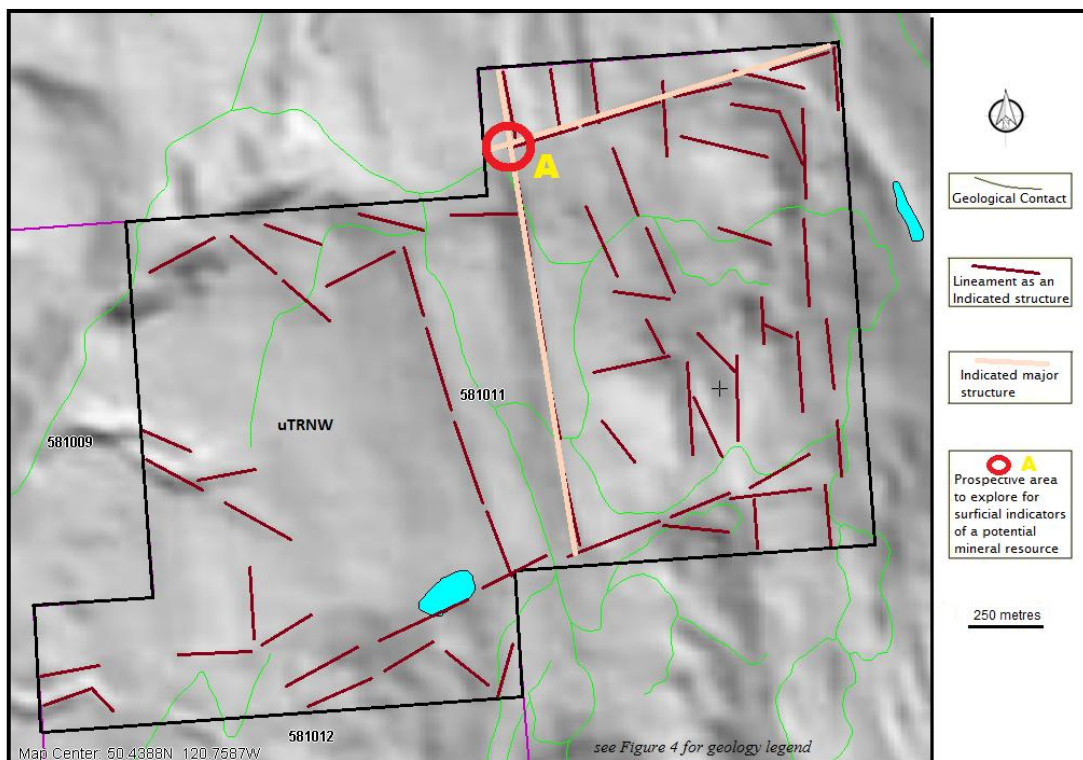 A
581011
581009
uTRNW
581012
Map Center: 50.4388N 120.7587W
see Figure 4 for geology legend
Geological Contact
Lineament as an
Indicated structure
Indicated major
structure
A
Prospective area
to explore for
surficial indicators
of a potential
mineral resource
250 metres